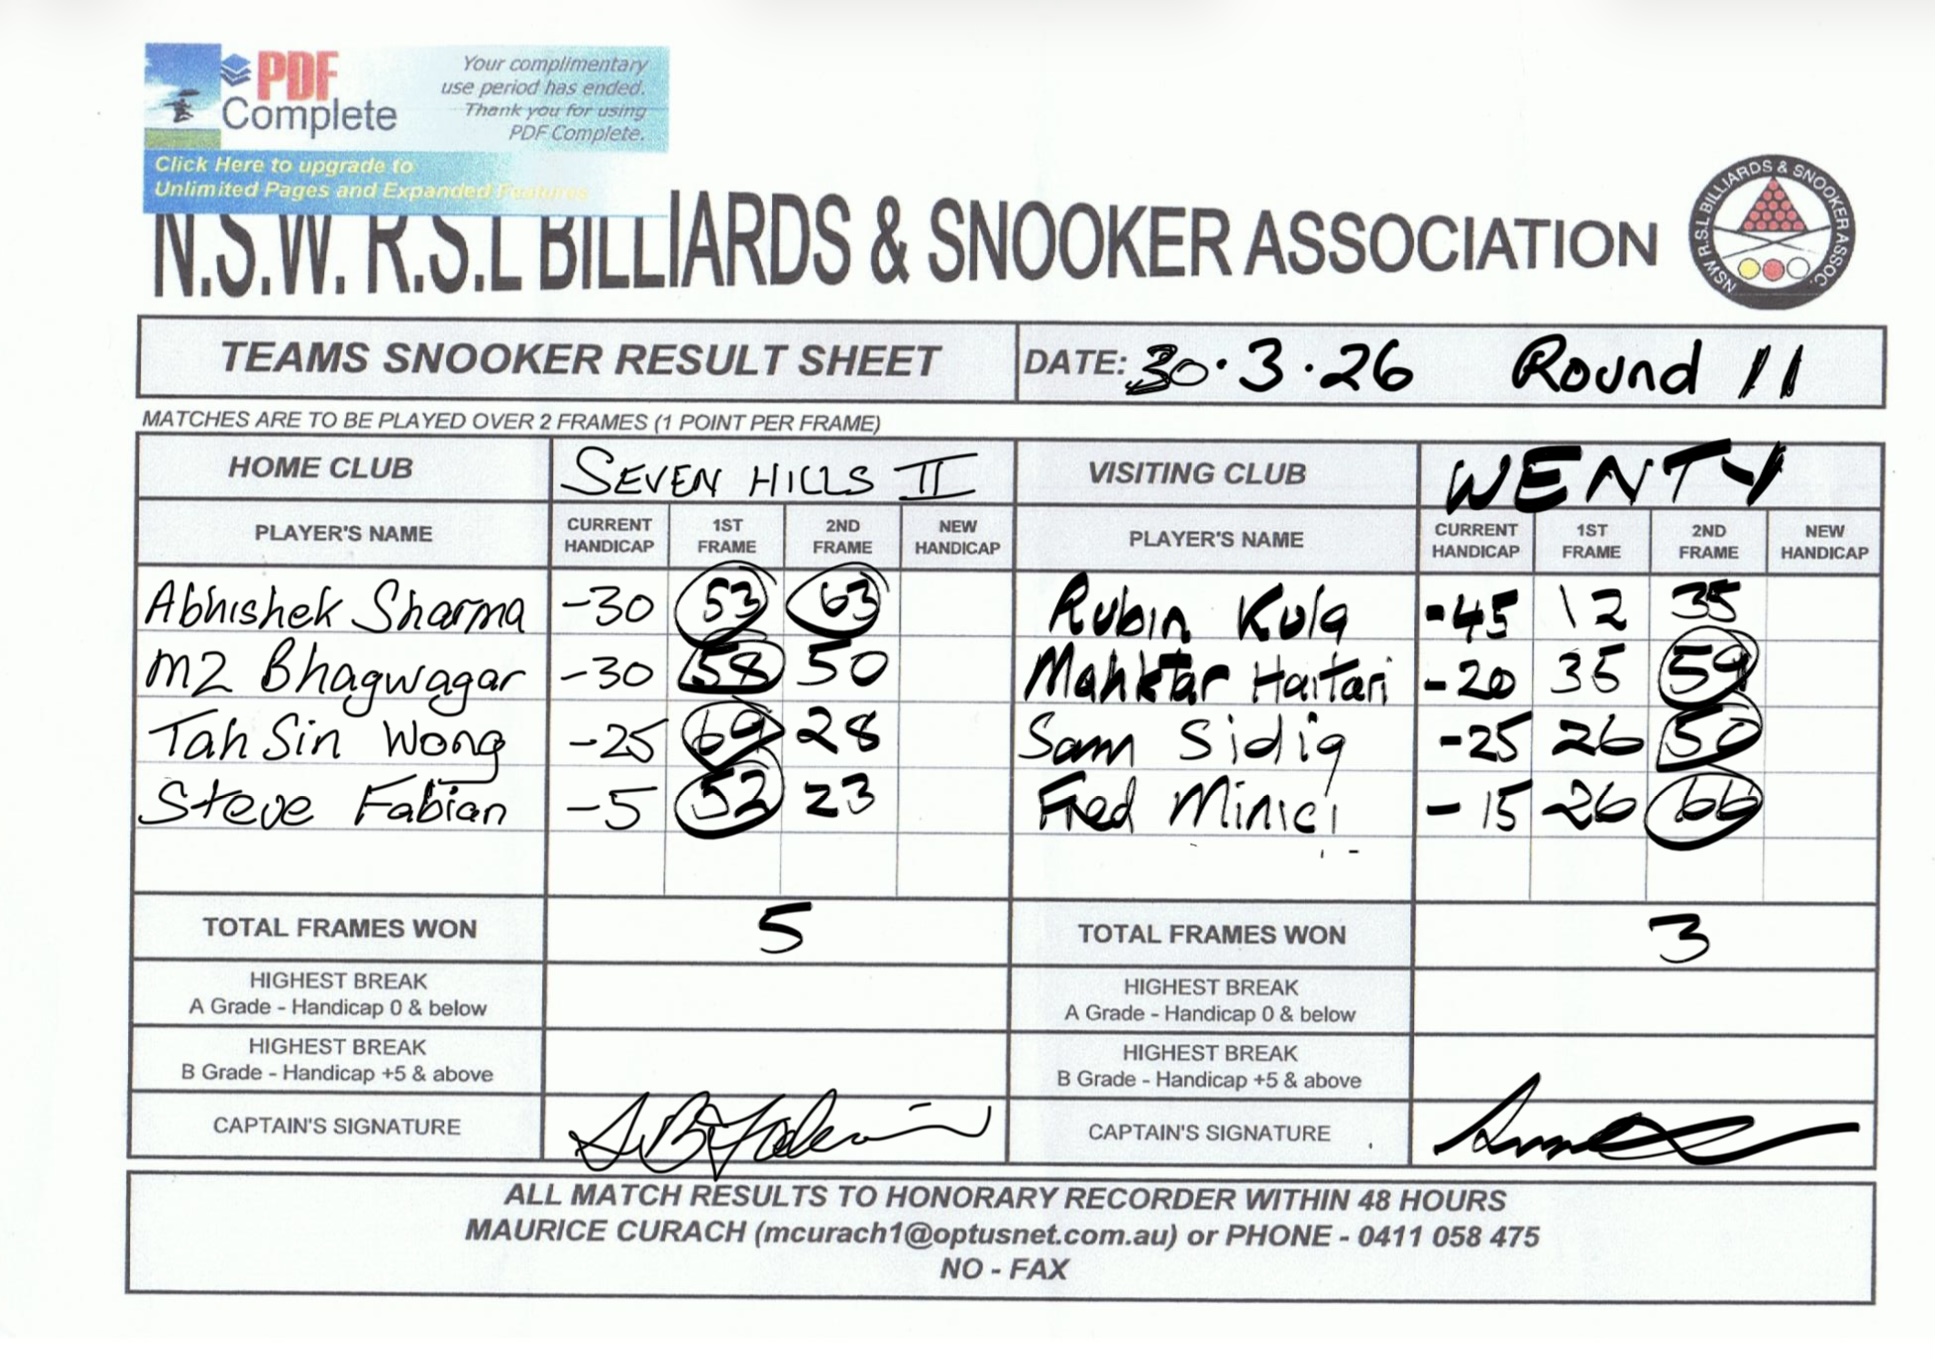 PDF Complete
Your complimentary
use period has ended.
Thank you for using
PDF Complete.
Click Here to upgrade to
Unlimited Pages and Expanded Features
N.S.W. R.S.L BILLIARDS & SNOOKER ASSOCIATION
NSW R.S.L BILLIARDS & SNOOKER ASSOC.
TEAMS SNOOKER RESULT SHEET DATE: 30.3.26 Round 11
MATCHES ARE TO BE PLAYED OVER 2 FRAMES (1 POINT PER FRAME)
HOME CLUB SEVEN HILLS II VISITING CLUB WENTY
PLAYER'S NAME CURRENT HANDICAP 1ST FRAME 2ND FRAME NEW HANDICAP PLAYER'S NAME CURRENT HANDICAP 1ST FRAME 2ND FRAME NEW HANDICAP
Abhishek Sharma -30 53 63 Rubin Kula -45 12 35
M2 Bhagwagar -30 58 50 Mahktar Haitari -20 35 59
Tah Sin Wong -25 69 28 Sam Sidiq -25 26 50
Steve Fabian -5 52 23 Fred Minici -15 26 66
TOTAL FRAMES WON 5 TOTAL FRAMES WON 3
HIGHEST BREAK HIGHEST BREAK
A Grade - Handicap 0 & below A Grade - Handicap 0 & below
HIGHEST BREAK HIGHEST BREAK
B Grade - Handicap +5 & above B Grade - Handicap +5 & above
CAPTAIN'S SIGNATURE CAPTAIN'S SIGNATURE
ALL MATCH RESULTS TO HONORARY RECORDER WITHIN 48 HOURS
MAURICE CURACH (mcurach1@optusnet.com.au) or PHONE - 0411 058 475
NO - FAX